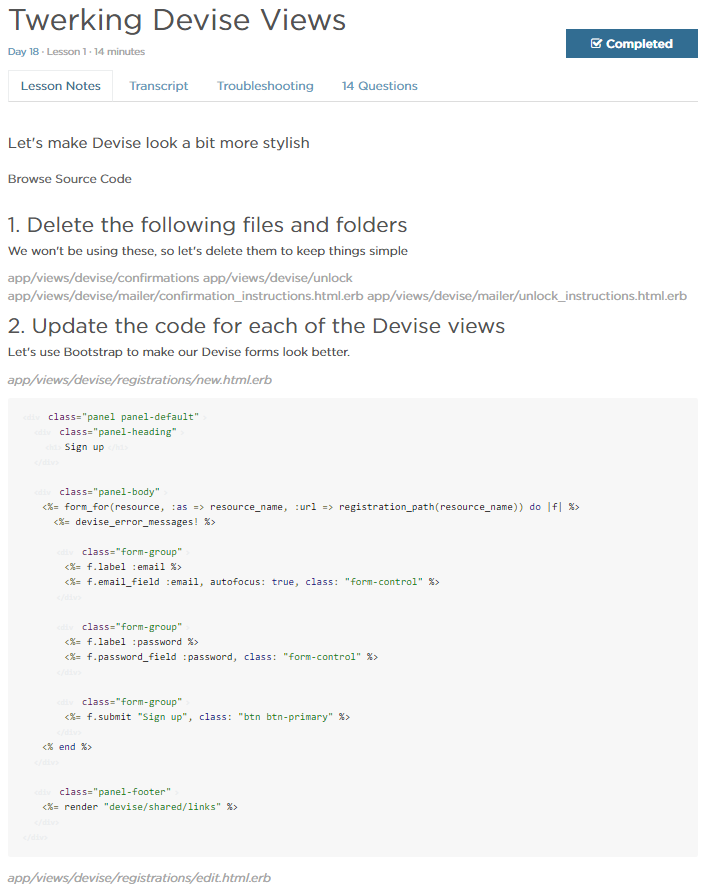 Twerking Devise Views
Day 18 · Lesson 1 · 14 minutes
Completed
Lesson Notes
Transcript
Troubleshooting
14 Questions
Let's make Devise look a bit more stylish
Browse Source Code
1. Delete the following files and folders
We won't be using these, so let's delete them to keep things simple
app/views/devise/confirmations app/views/devise/unlock
app/views/devise/mailer/confirmation_instructions.html.erb app/views/devise/mailer/unlock_instructions.html.erb
2. Update the code for each of the Devise views
Let's use Bootstrap to make our Devise forms look better.
app/views/devise/registrations/new.html.erb
<div class="panel panel-default">
<div class="panel-heading">
Sign up
</div>
<div class="panel-body">
<%= form_for(resource, :as => resource_name, :url => registration_path(resource_name)) do |f| %>
<%= devise_error_messages! %>
<div class="form-group">
<%= f.label :email %>
<%= f.email_field :email, autofocus: true, class: "form-control" %>
</div>
<div class="form-group">
<%= f.label :password %>
<%= f.password_field :password, class: "form-control" %>
</div>
<div class="form-group">
<%= f.submit "Sign up", class: "btn btn-primary" %>
</div>
<% end %>
</div>
<div class="panel-footer">
<%= render "devise/shared/links" %>
</div>
</div>
app/views/devise/registrations/edit.html.erb